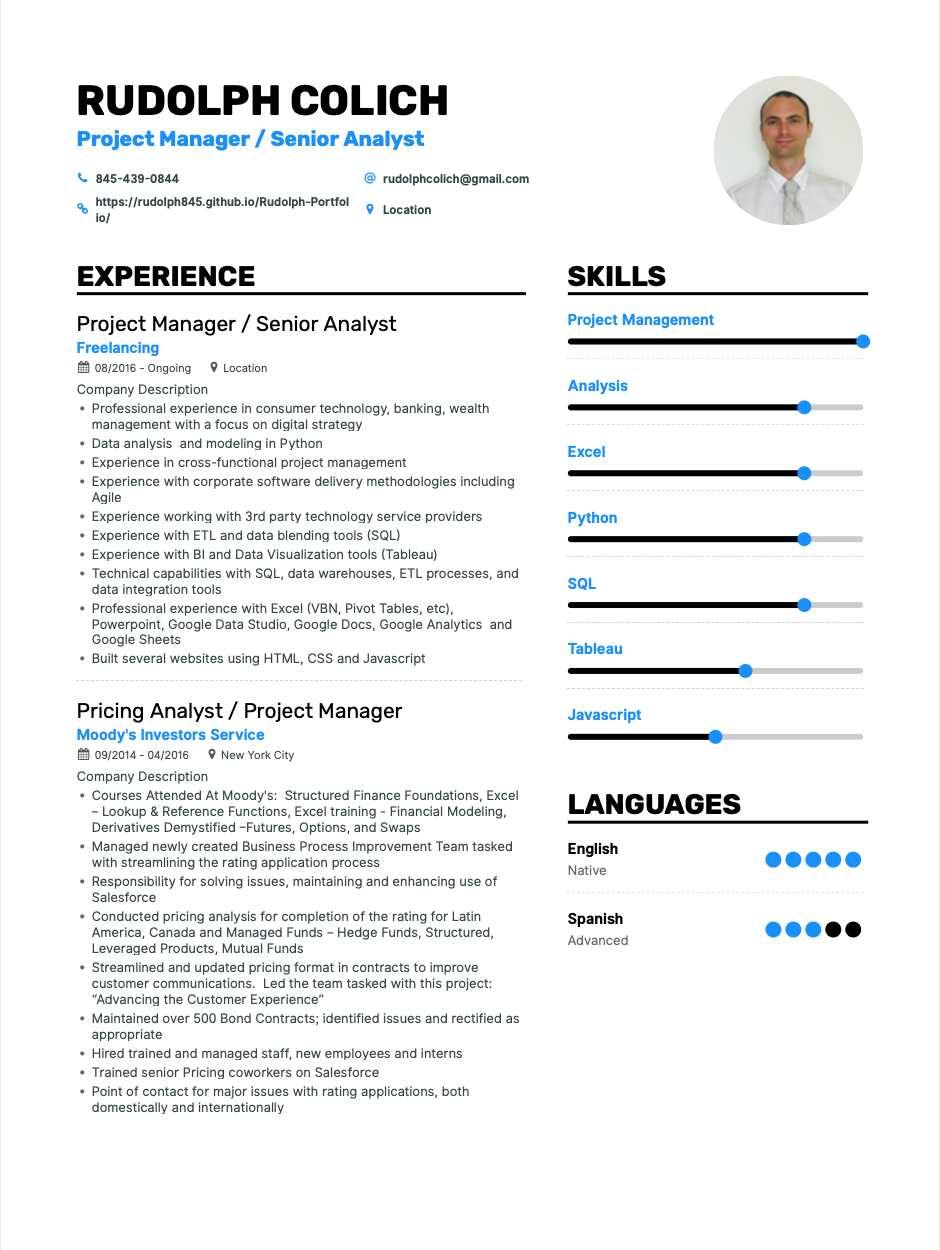 RUDOLPH COLICH
Project Manager / Senior Analyst
845-439-0844
rudolphcolich@gmail.com
https://rudolph845.github.io/Rudolph-Portfol
io/
Location
EXPERIENCE
Project Manager / Senior Analyst
Freelancing
08/2016 - Ongoing Location
Company Description
• Professional experience in consumer technology, banking, wealth
management with a focus on digital strategy
• Data analysis  and modeling in Python
• Experience in cross-functional project management
• Experience with corporate software delivery methodologies including
Agile
• Experience working with 3rd party technology service providers
• Experience with ETL and data blending tools (SQL)
• Experience with BI and Data Visualization tools (Tableau)
• Technical capabilities with SQL, data warehouses, ETL processes, and
data integration tools
• Professional experience with Excel (VBN, Pivot Tables, etc),
Powerpoint, Google Data Studio, Google Docs, Google Analytics  and
Google Sheets
• Built several websites using HTML, CSS and Javascript
Pricing Analyst / Project Manager
Moody's Investors Service
09/2014 - 04/2016 New York City
Company Description
• Courses Attended At Moody's:  Structured Finance Foundations, Excel
– Lookup & Reference Functions, Excel training - Financial Modeling,
Derivatives Demystified –Futures, Options, and Swaps
• Managed newly created Business Process Improvement Team tasked
with streamlining the rating application process
• Responsibility for solving issues, maintaining and enhancing use of
Salesforce
• Conducted pricing analysis for completion of the rating for Latin
America, Canada and Managed Funds – Hedge Funds, Structured,
Leveraged Products, Mutual Funds
• Streamlined and updated pricing format in contracts to improve
customer communications.  Led the team tasked with this project:
“Advancing the Customer Experience”
• Maintained over 500 Bond Contracts; identified issues and rectified as
appropriate
• Hired trained and managed staff, new employees and interns
• Trained senior Pricing coworkers on Salesforce
• Point of contact for major issues with rating applications, both
domestically and internationally
SKILLS
Project Management
Analysis
Excel
Python
SQL
Tableau
Javascript
LANGUAGES
English
Native
Spanish
Advanced